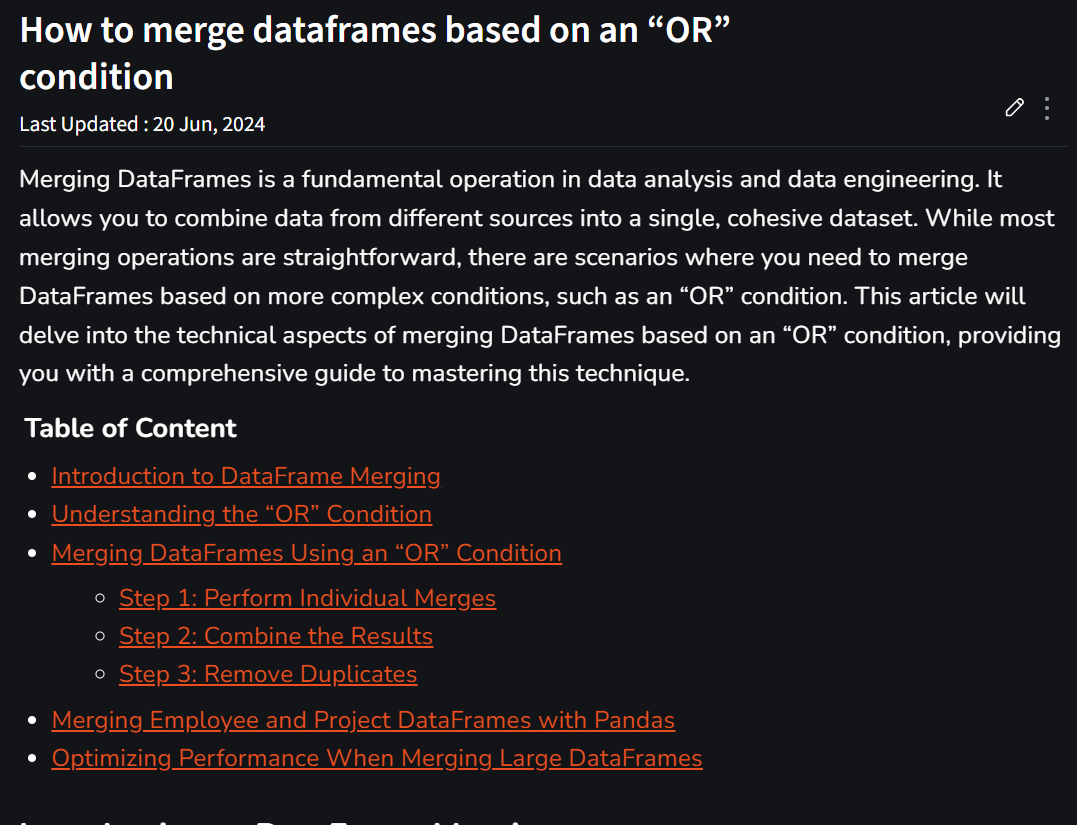 How to merge dataframes based on an “OR”
condition
Last Updated : 20 Jun, 2024
Merging DataFrames is a fundamental operation in data analysis and data engineering. It
allows you to combine data from different sources into a single, cohesive dataset. While most
merging operations are straightforward, there are scenarios where you need to merge
DataFrames based on more complex conditions, such as an “OR” condition. This article will
delve into the technical aspects of merging DataFrames based on an “OR” condition, providing
you with a comprehensive guide to mastering this technique.
Table of Content
Introduction to DataFrame Merging
Understanding the “OR” Condition
Merging DataFrames Using an “OR” Condition
Step 1: Perform Individual Merges
Step 2: Combine the Results
Step 3: Remove Duplicates
Merging Employee and Project DataFrames with Pandas
Optimizing Performance When Merging Large DataFrames